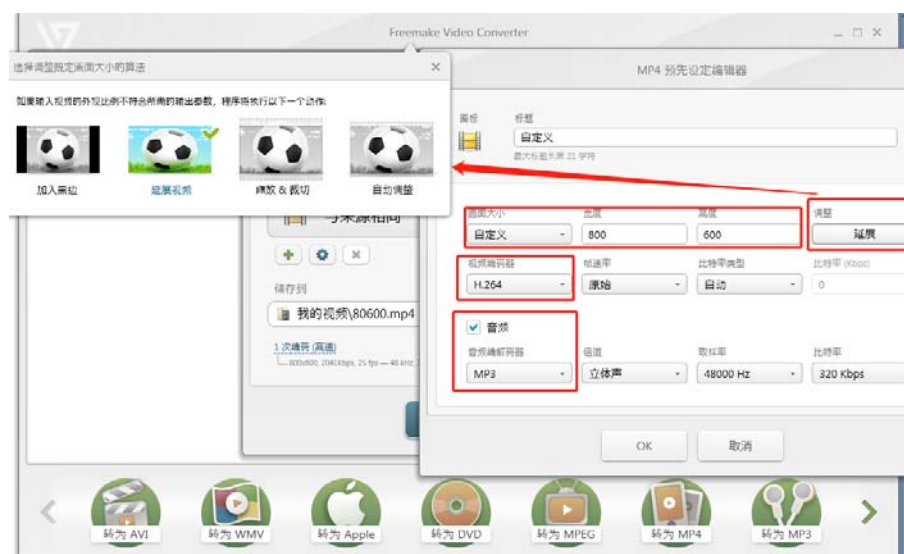 Freemake Video Converter
选择调整既定画面大小的算法
如果输入视频的外观比例不符合所需的输出参数，程序将执行以下一个动作:
加入黑边
延展视频
缩放 & 裁切
自动调整
MP4 预先设定编辑器
图标
标题
自定义
最大标题长度 21 字符
画面大小
宽度
高度
调整
自定义
800
600
延展
视频编码器
帧速率
比特率类型
比特率 (Kbps)
H.264
原始
自动
0
音频
音频编解码器
信道
取样率
比特率
MP3
立体声
48000 Hz
320 Kbps
OK
取消
与来源相同
储存到
我的视频\80600.mp4
1 次编码 (高速)
转为 AVI
转为 WMV
转为 Apple
转为 DVD
转为 MPEG
转为 MP4
转为 MP3